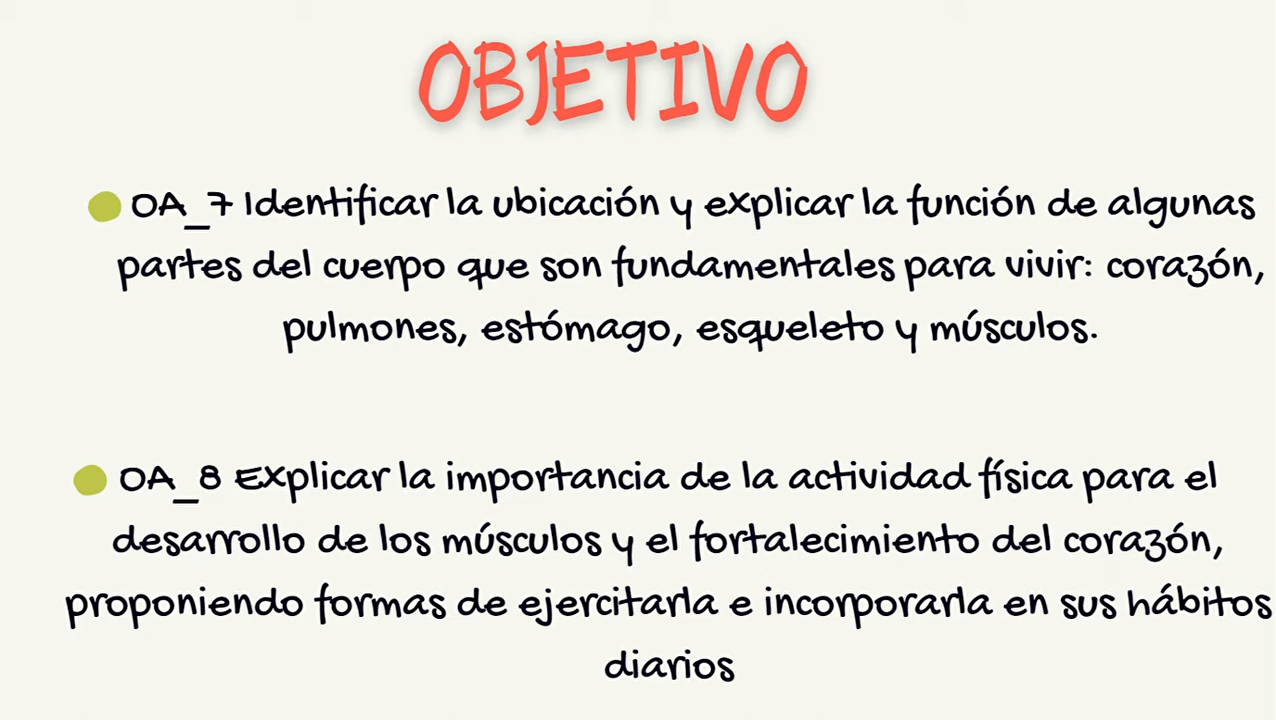 OBJETIVO
OA_7 Identificar la ubicación y explicar la función de algunas
partes del cuerpo que son fundamentales para vivir: corazón,
pulmones, estómago, esqueleto y músculos.
OA_8 Explicar la importancia de la actividad física para el
desarrollo de los músculos y el fortalecimiento del corazón,
proponiendo formas de ejercitarla e incorporarla en sus hábitos
diarios